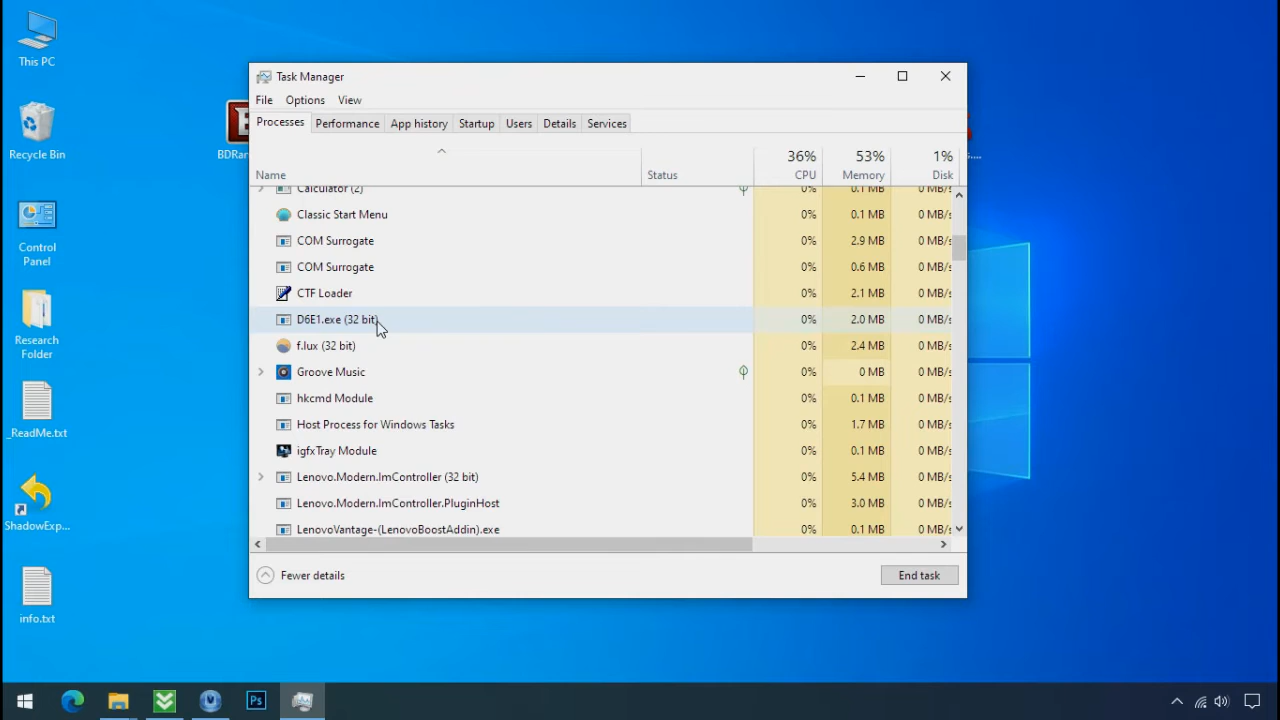 This PC
Recycle Bin
Control
Panel
Research
Folder
_ReadMe.txt
ShadowExp...
info.txt
Task Manager
File Options View
Processes Performance App history Startup Users Details Services
36% 53% 1%
Name Status CPU Memory Disk
Calculator (2) 0% 0.1 MB 0 MB/s
Classic Start Menu 0% 0.1 MB 0 MB/s
COM Surrogate 0% 2.9 MB 0 MB/s
COM Surrogate 0% 0.6 MB 0 MB/s
CTF Loader 0% 2.1 MB 0 MB/s
D6E1.exe (32 bit) 0% 2.0 MB 0 MB/s
f.lux (32 bit) 0% 2.4 MB 0 MB/s
Groove Music 0% 0 MB 0 MB/s
hkcmd Module 0% 0.1 MB 0 MB/s
Host Process for Windows Tasks 0% 1.7 MB 0 MB/s
igfxTray Module 0% 0.1 MB 0 MB/s
Lenovo.Modern.ImController (32 bit) 0% 5.4 MB 0 MB/s
Lenovo.Modern.ImController.PluginHost 0% 3.0 MB 0 MB/s
LenovoVantage-(LenovoBoostAddin).exe 0% 0.1 MB 0 MB/s
Fewer details End task
Ps